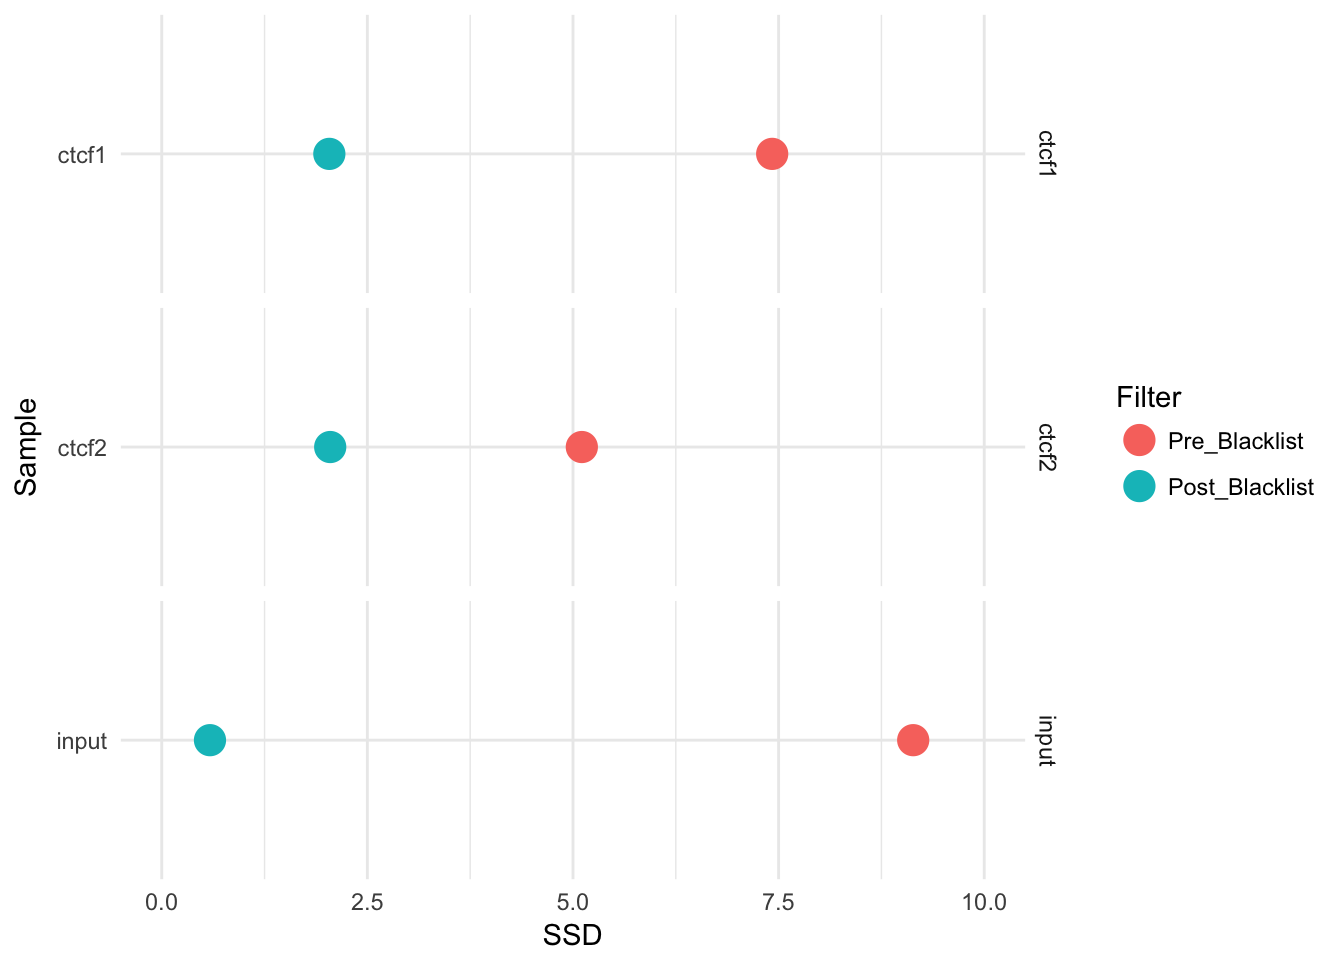 ctcf1
ctcf1
ctcf2
ctcf2
input
input
Sample
0.0 2.5 5.0 7.5 10.0
SSD
Filter
Pre_Blacklist
Post_Blacklist